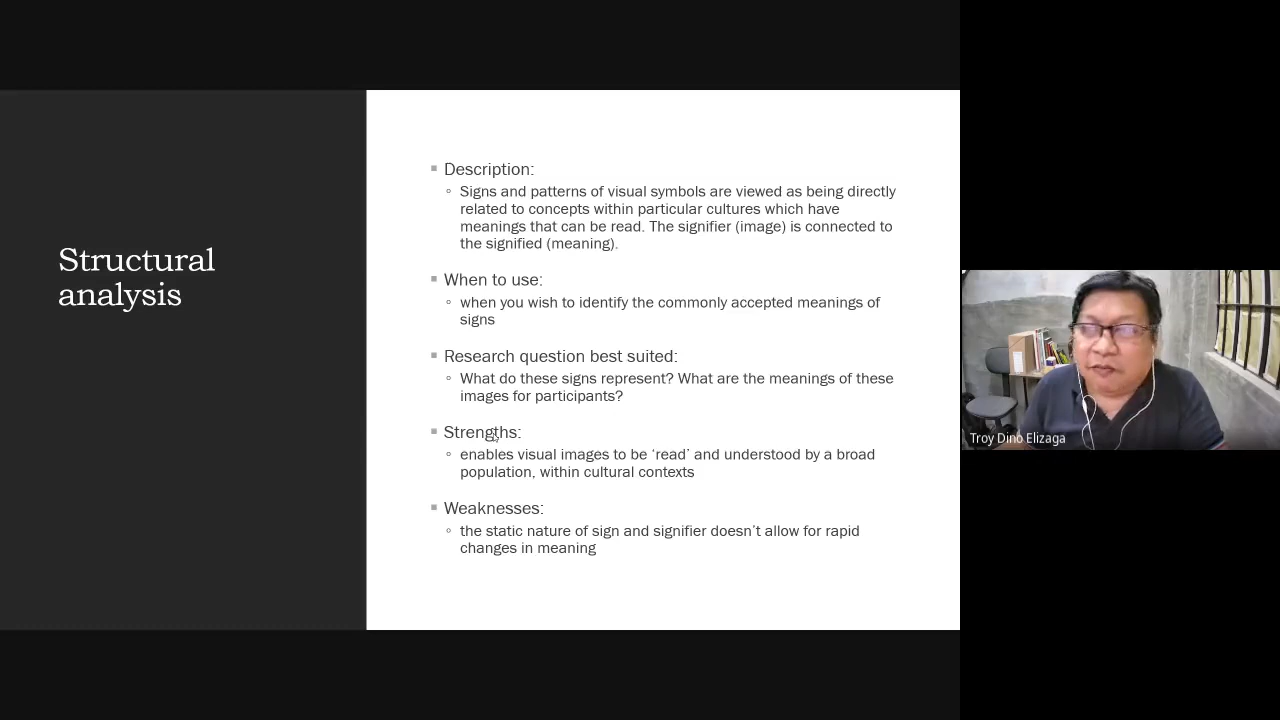 Structural
analysis
Description:
Signs and patterns of visual symbols are viewed as being directly
related to concepts within particular cultures which have
meanings that can be read. The signifier (image) is connected to
the signified (meaning).
When to use:
when you wish to identify the commonly accepted meanings of
signs
Research question best suited:
What do these signs represent? What are the meanings of these
images for participants?
Strengths:
enables visual images to be ‘read’ and understood by a broad
population, within cultural contexts
Weaknesses:
the static nature of sign and signifier doesn’t allow for rapid
changes in meaning
Troy Dino Elizaga